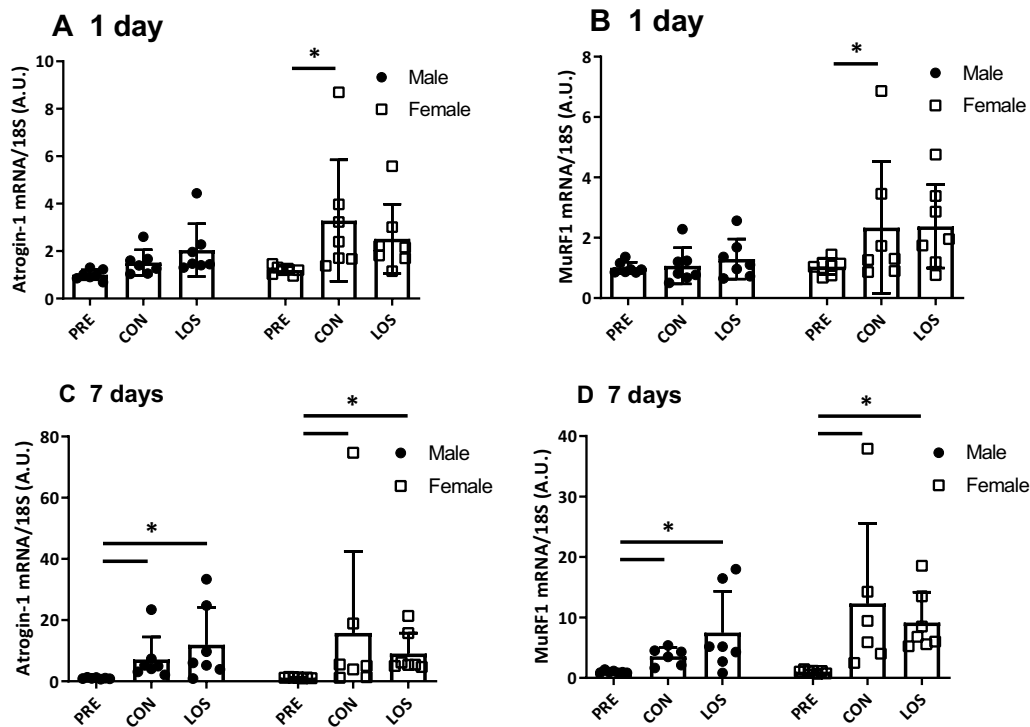 A 1 day
*
Male
Female
Atrogin-1 mRNA/18S (A.U.)
10
8
6
4
2
0
PRE
CON
LOS
PRE
CON
LOS
B 1 day
*
Male
Female
MuRF1 mRNA/18S (A.U.)
8
6
4
2
0
PRE
CON
LOS
PRE
CON
LOS
C 7 days
*
*
Male
Female
Atrogin-1 mRNA/18S (A.U.)
80
60
40
20
0
PRE
CON
LOS
PRE
CON
LOS
D 7 days
*
*
Male
Female
MuRF1 mRNA/18S (A.U.)
40
30
20
10
0
PRE
CON
LOS
PRE
CON
LOS